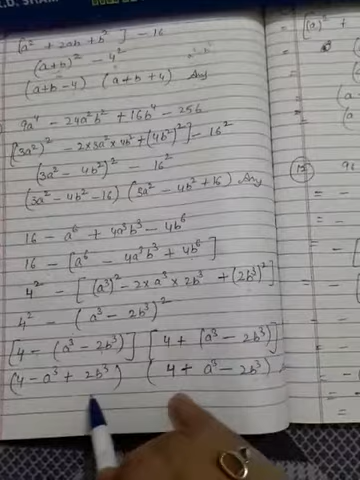 [a² + 2ab + b²] - 16
(a+b)² - 4²
(a+b-4) (a+b+4) Ans
9a⁴ - 24a²b² + 16b⁴ - 256
[(3a²)² - 2×3a²×4b² + (4b²)²] - 16²
(3a² - 4b²)² 16²
(3a² - 4b² - 16) (3a² - 4b² + 16) Ans
16 - a⁶ + 4a³b³ - 4b⁶
16 - [a⁶ - 4a³b³ + 4b⁶]
4² - [(a³)² - 2×a³×2b³ + (2b³)²]
4² - (a³ - 2b³)²
[4 - (a³ - 2b³)] [4 + (a³ - 2b³)]
(4 - a³ + 2b³) (4 + a³ - 2b³)